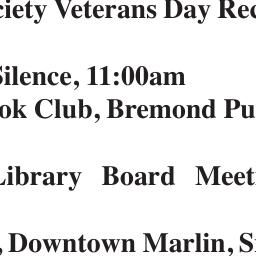 ciety Veterans Day Rec
Silence, 11:00am
ok Club, Bremond Pu
Library Board Meet
, Downtown Marlin, S